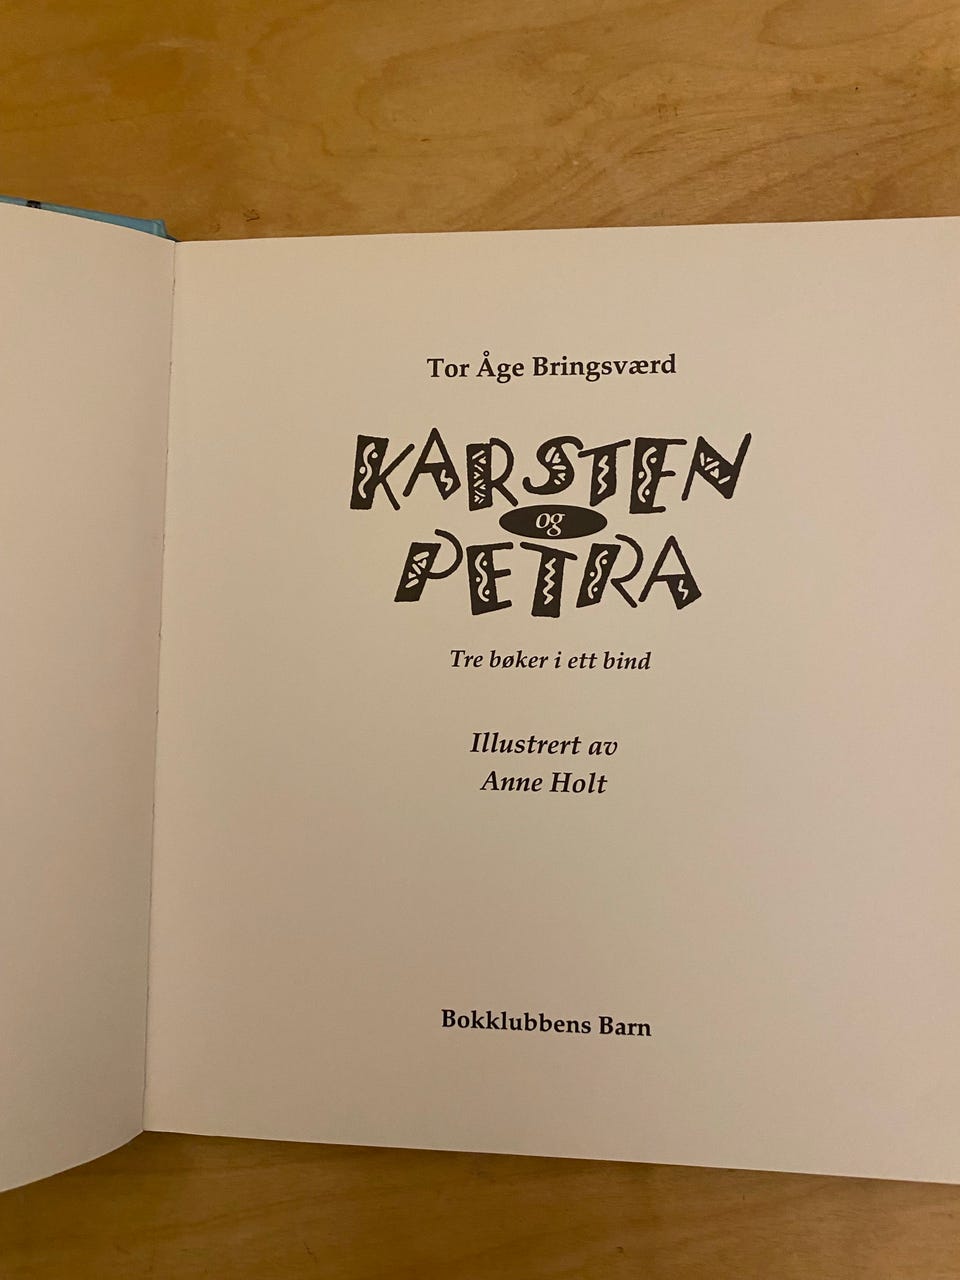 Tor Åge Bringsværd
KARSTEN
og
PETRA
Tre bøker i ett bind
Illustrert av
Anne Holt
Bokklubbens Barn